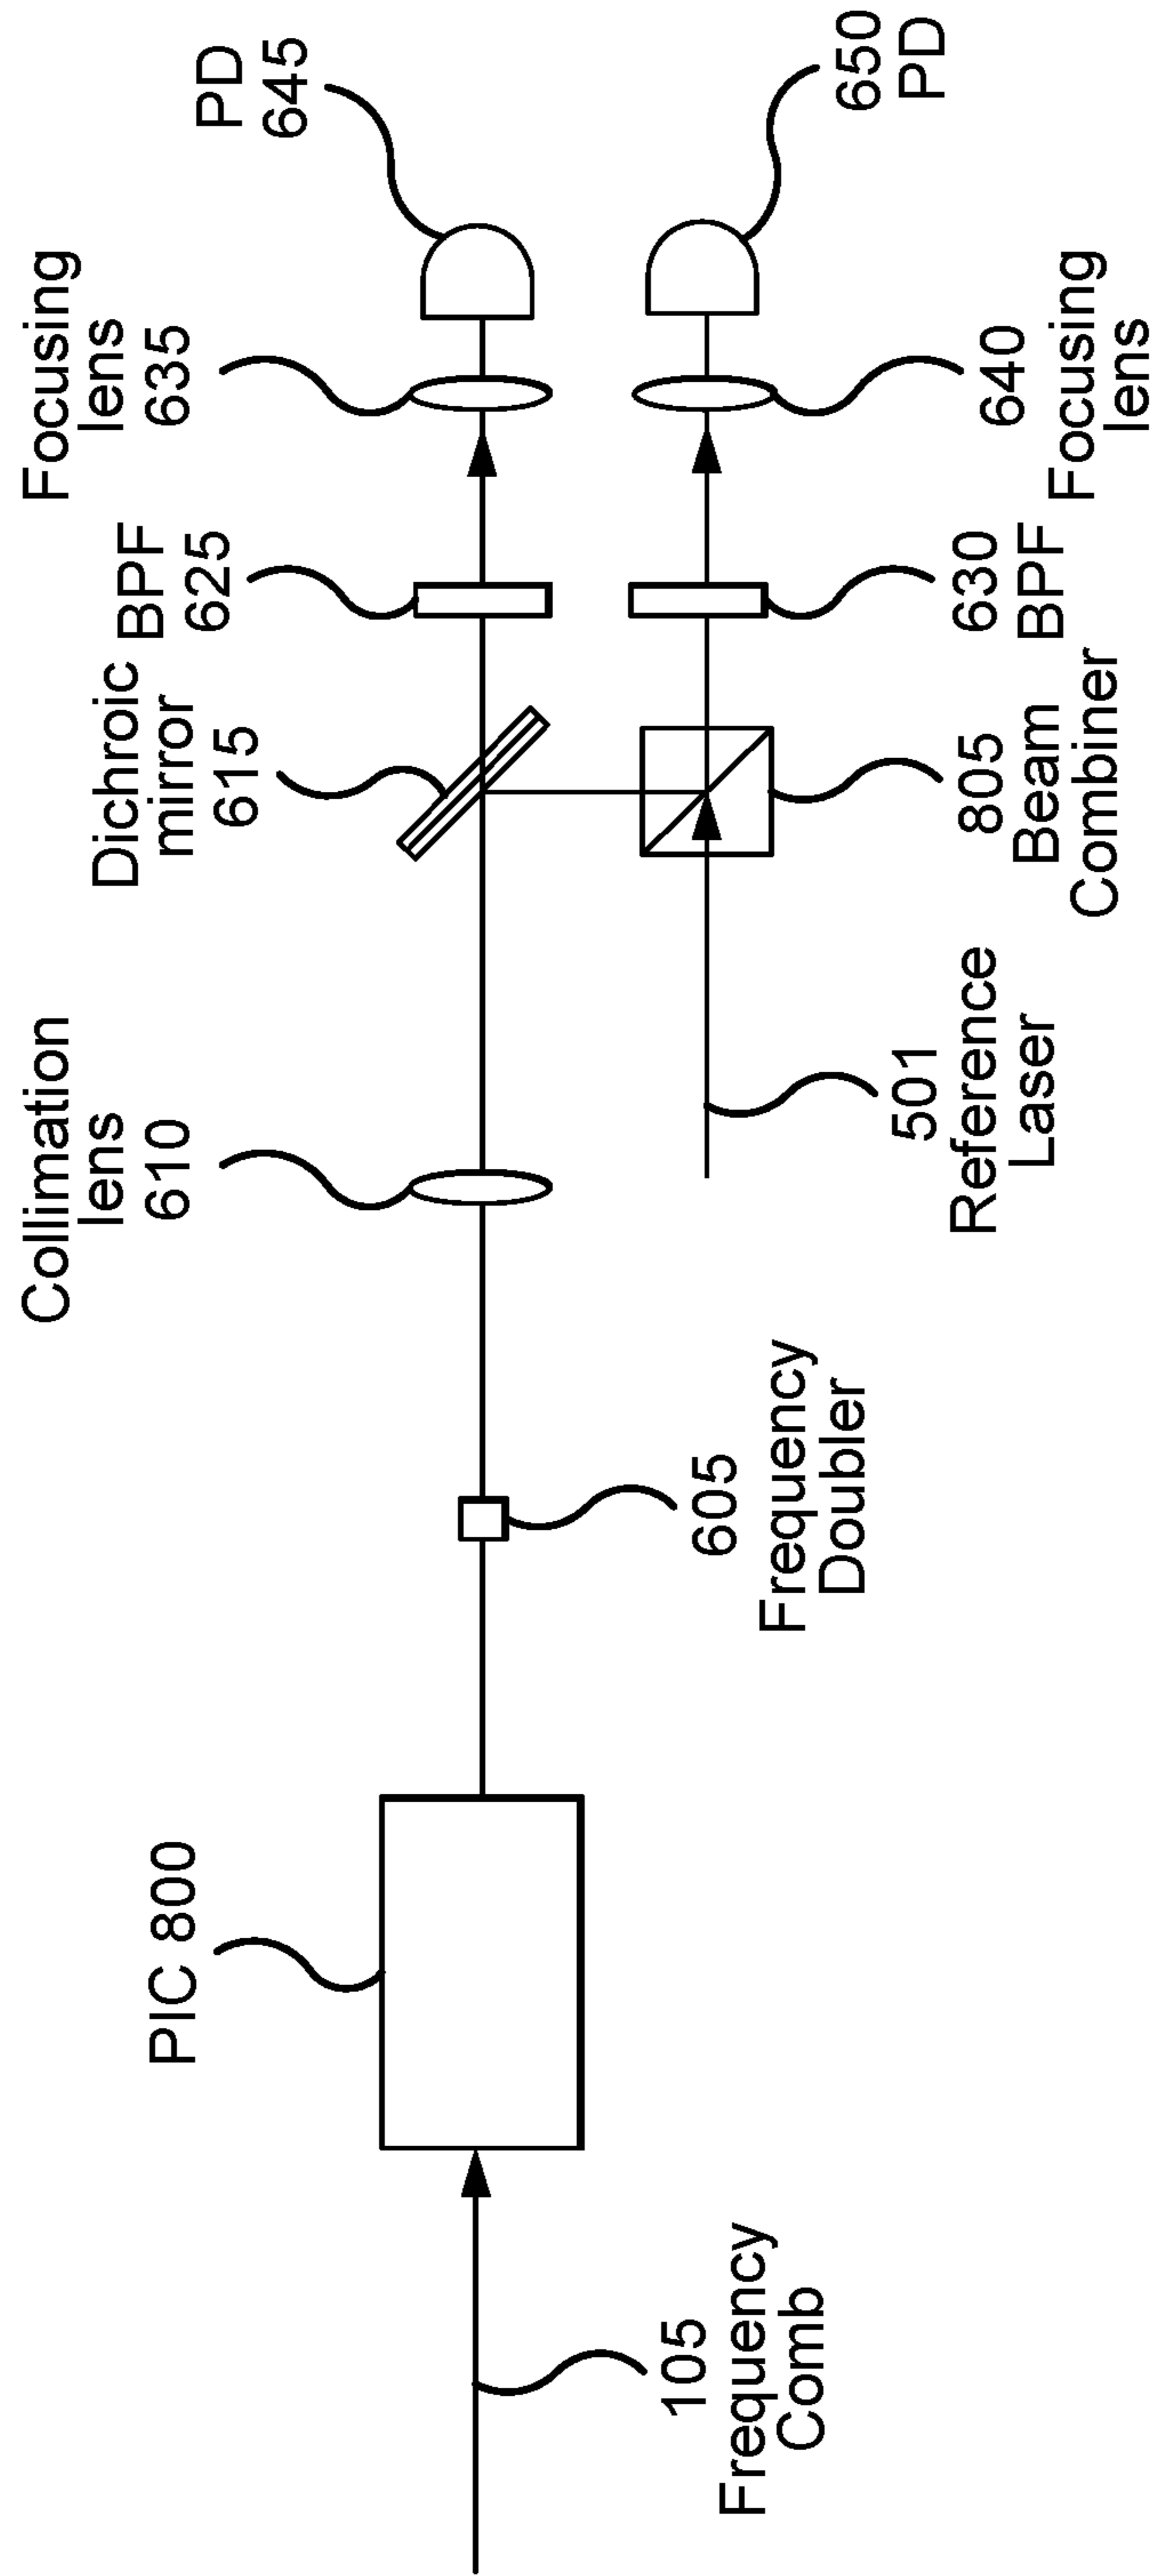 Frequency
Comb
105
PIC 800
Frequency
Doubler
605
Collimation
lens
610
Dichroic
mirror
615
BPF
625
Focusing
lens
635
PD
645
501
Reference
Laser
805
Beam
Combiner
630
BPF
640
Focusing
lens
650
PD